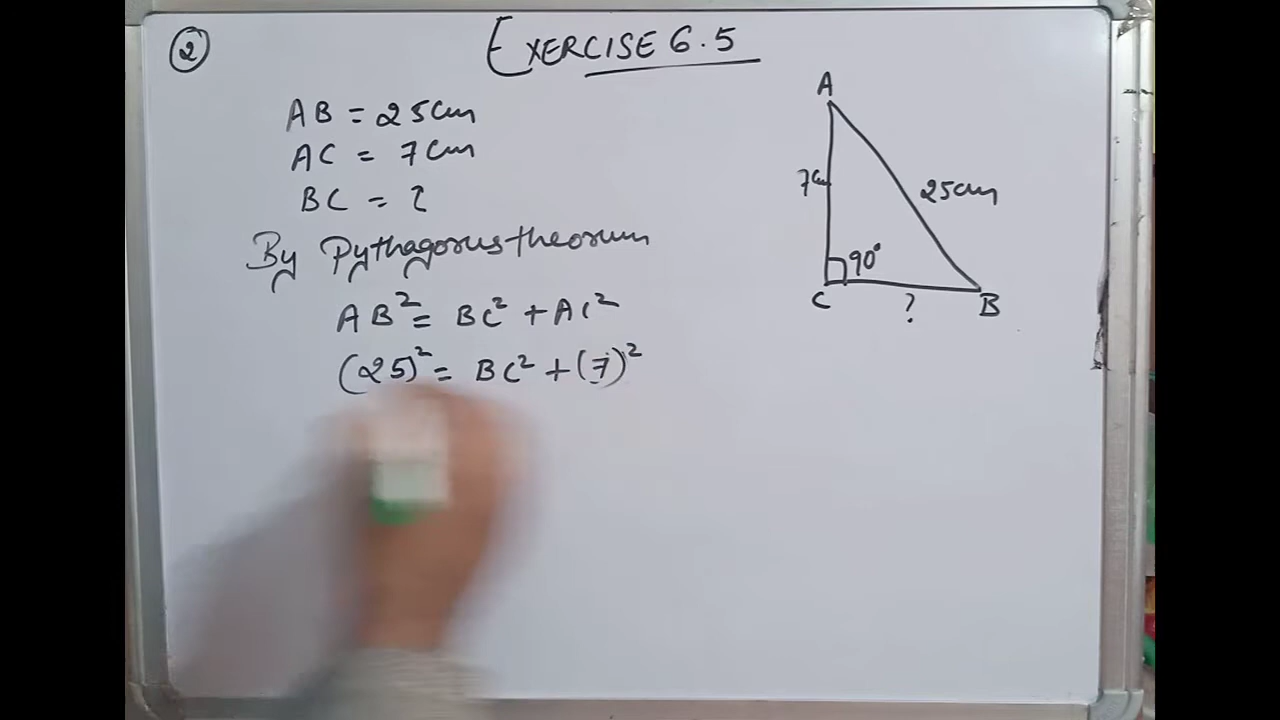 ②
EXERCISE 6.5
AB = 25cm
AC = 7cm
BC = ?
By Pythagorus theorum
AB² = BC² + AC²
(25)² = BC² + (7)²
A
7cm
25cm
90°
C
?
B